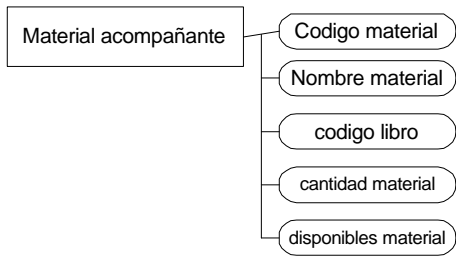 Material acompañante
Codigo material
Nombre material
codigo libro
cantidad material
disponibles material